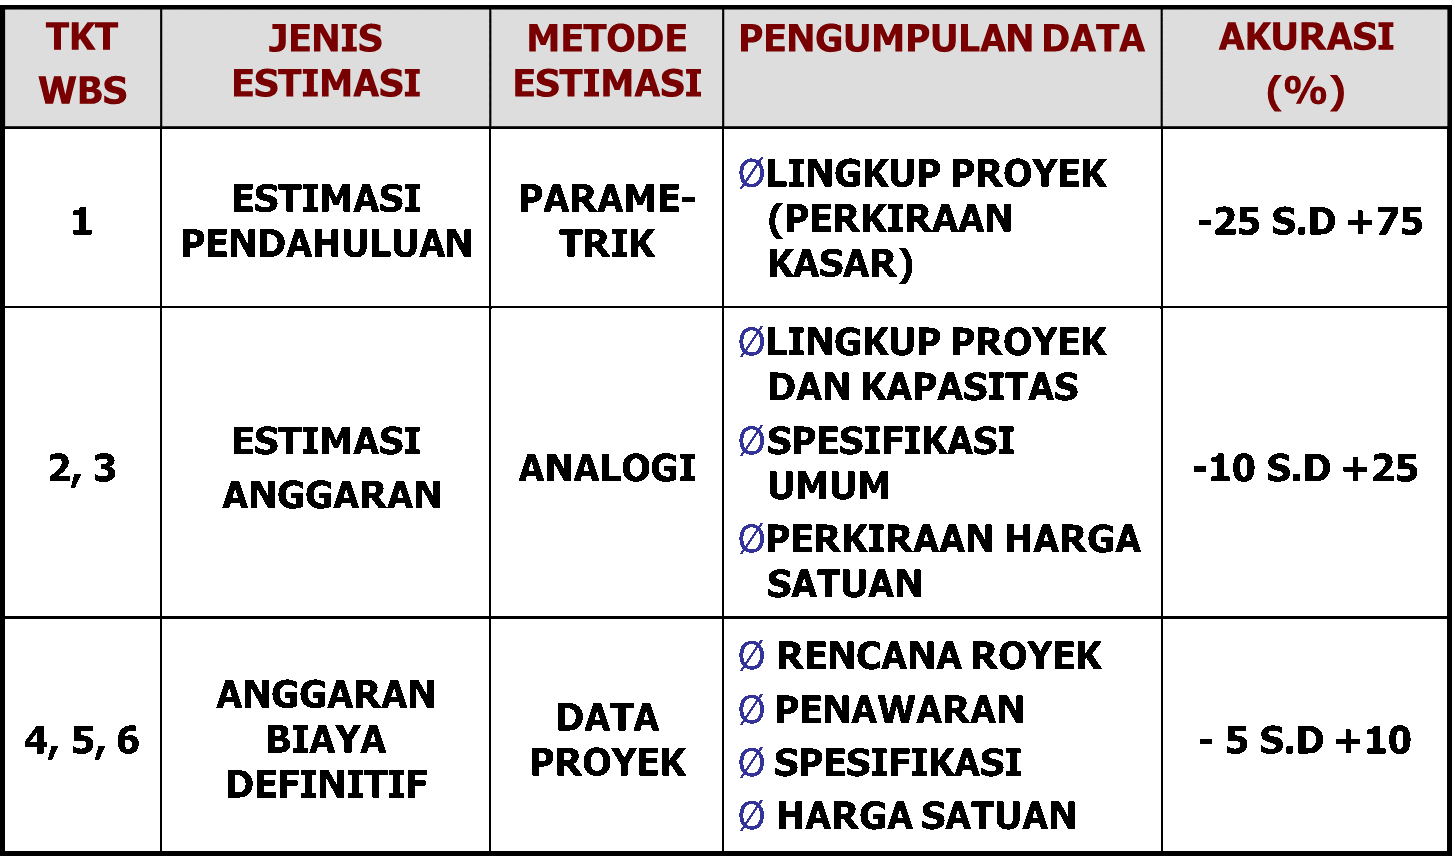 TKT
WBS
JENIS
ESTIMASI
METODE
ESTIMASI
PENGUMPULAN DATA
AKURASI
(%)
1
ESTIMASI
PENDAHULUAN
PARAME-
TRIK
ØLINGKUP PROYEK
(PERKIRAAN
KASAR)
-25 S.D +75
2, 3
ESTIMASI
ANGGARAN
ANALOGI
ØLINGKUP PROYEK
DAN KAPASITAS
ØSPESIFIKASI
UMUM
ØPERKIRAAN HARGA
SATUAN
-10 S.D +25
4, 5, 6
ANGGARAN
BIAYA
DEFINITIF
DATA
PROYEK
Ø RENCANA ROYEK
Ø PENAWARAN
Ø SPESIFIKASI
Ø HARGA SATUAN
- 5 S.D +10